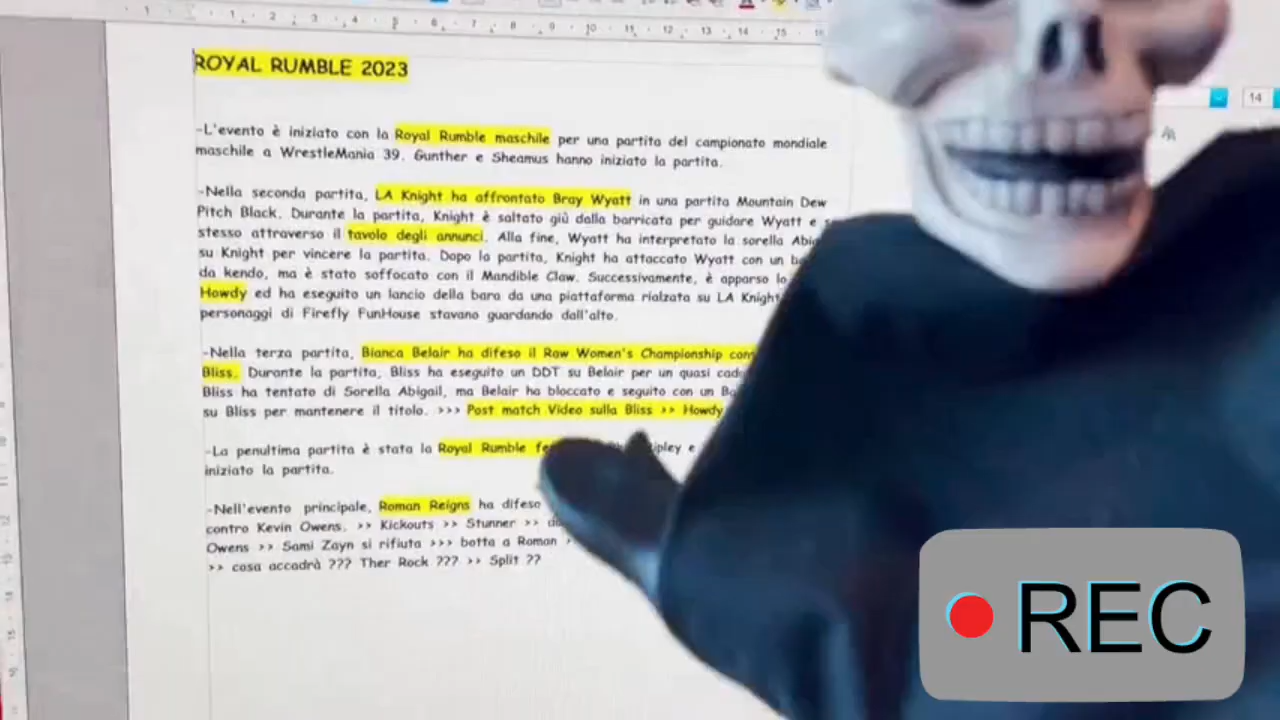 ROYAL RUMBLE 2023
-L'evento è iniziato con la Royal Rumble maschile per una partita del campionato mondiale
maschile a WrestleMania 39. Gunther e Sheamus hanno iniziato la partita.
-Nella seconda partita, LA Knight ha affrontato Bray Wyatt in una partita Mountain Dew
Pitch Black. Durante la partita, Knight è saltato giù dalla barricata per guidare Wyatt e
stesso attraverso il tavolo degli annunci. Alla fine, Wyatt ha interpretato la sorella
su Knight per vincere la partita. Dopo la partita, Knight ha attaccato Wyatt con un
da kendo, ma è stato soffocato con il Mandible Claw. Successivamente, è apparso lo
Howdy ed ha eseguito un lancio della bara da una piattaforma rialzata su LA Knight
personaggi di Firefly FunHouse stavano guardando dall'alto.
-Nella terza partita, Bianca Belair ha difeso il Raw Women's Championship
Bliss. Durante la partita, Bliss ha eseguito un DDT su Belair per un quasi
Bliss ha tentato di Sorella Abigail, ma Belair ha bloccato e seguito con un
su Bliss per mantenere il titolo. >>> Post match Video sulla Bliss >> Howdy
-La penultima partita è stata la Royal Rumble e
iniziato la partita.
-Nell'evento principale, Roman Reigns ha difeso
contro Kevin Owens. >> Kickouts >> Stunner >>
Owens >> Sami Zayn si rifiuta >>> botta a Roman
>> cosa accadrà ??? Ther Rock ??? >> Split ??
14
REC